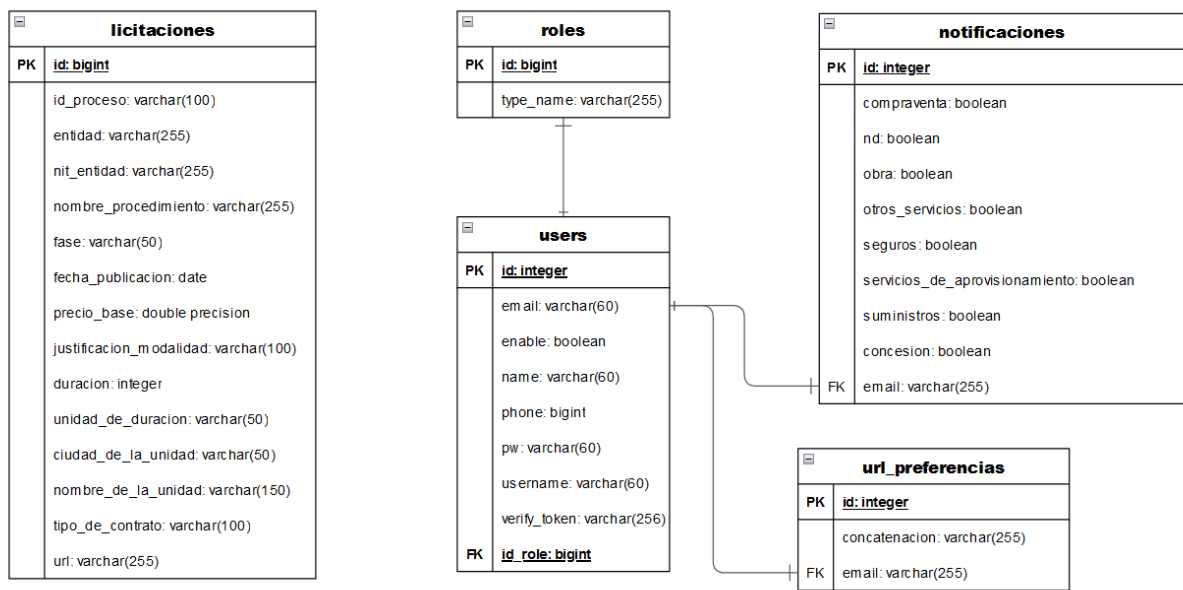 licitaciones
PK id: bigint
id_proceso: varchar(100)
entidad: varchar(255)
nit_entidad: varchar(255)
nombre_procedimiento: varchar(255)
fase: varchar(50)
fecha_publicacion: date
precio_base: double precision
justificacion_modalidad: varchar(100)
duracion: integer
unidad_de_duracion: varchar(50)
ciudad_de_la_unidad: varchar(50)
nombre_de_la_unidad: varchar(150)
tipo_de_contrato: varchar(100)
url: varchar(255)
roles
PK id: bigint
type_name: varchar(255)
users
PK id: integer
email: varchar(60)
enable: boolean
name: varchar(60)
phone: bigint
pw: varchar(60)
username: varchar(60)
verify_token: varchar(256)
FK id_role: bigint
notificaciones
PK id: integer
compraventa: boolean
nd: boolean
obra: boolean
otros_servicios: boolean
seguros: boolean
servicios_de_aprovisionamiento: boolean
suministros: boolean
concesion: boolean
FK email: varchar(255)
url_preferencias
PK id: integer
concatenacion: varchar(255)
FK email: varchar(255)